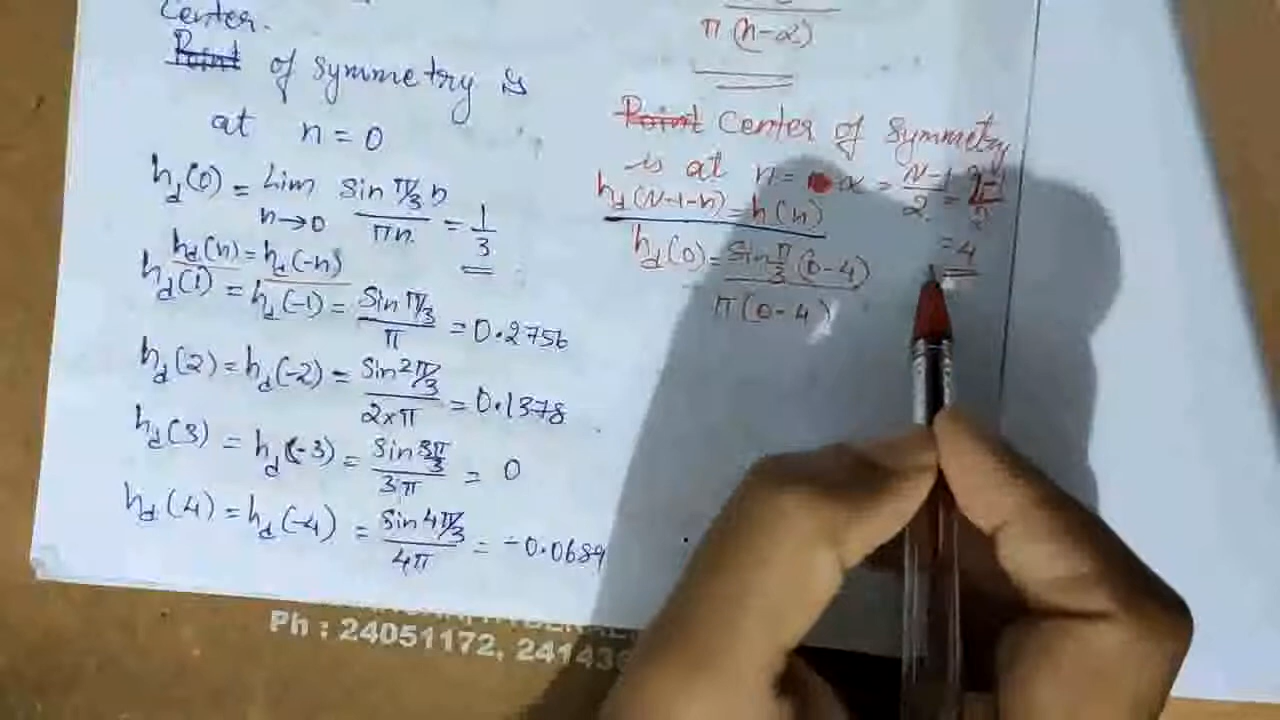 Center.
Point of symmetry is
at n = 0
h_d(0) = Lim n→0 sin π/3 n / πn = 1/3
h_d(n) = h_d(-n)
h_d(1) = h_d(-1) = sin π/3 / π = 0.2756
h_d(2) = h_d(-2) = sin 2π/3 / 2×π = 0.1378
h_d(3) = h_d(-3) = sin 3π/3 / 3π = 0
h_d(4) = h_d(-4) = sin 4π/3 / 4π = -0.0689
π(n-α)
Point Center of symmetry
is at n = α = N-1/2 =
= 4
h_d(N-1-n) = h(n)
h_d(0) = sin π/3 (0-4) / π(0-4)
Ph : 24051172,